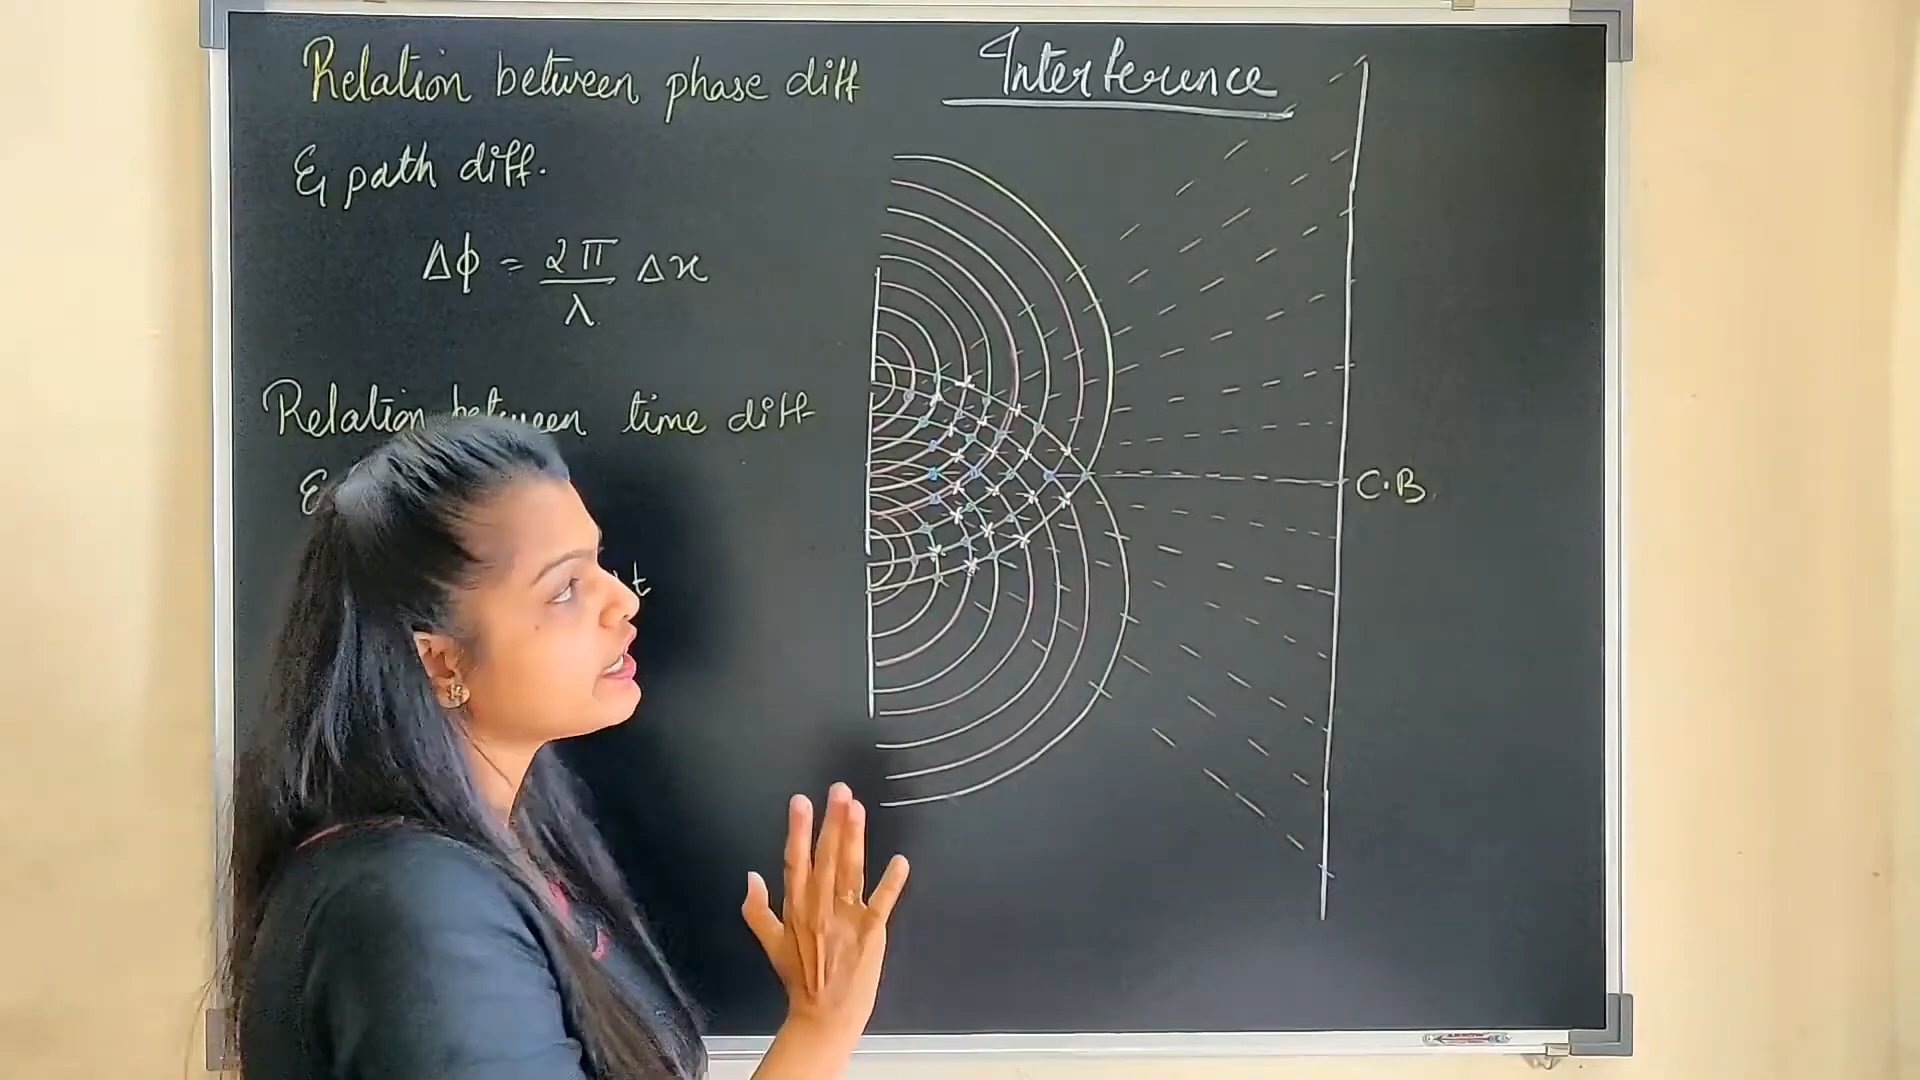 Relation between phase diff
& path diff.
Δϕ = 2π/λ Δx
Relation between time diff
&
t
Interference
C.B.